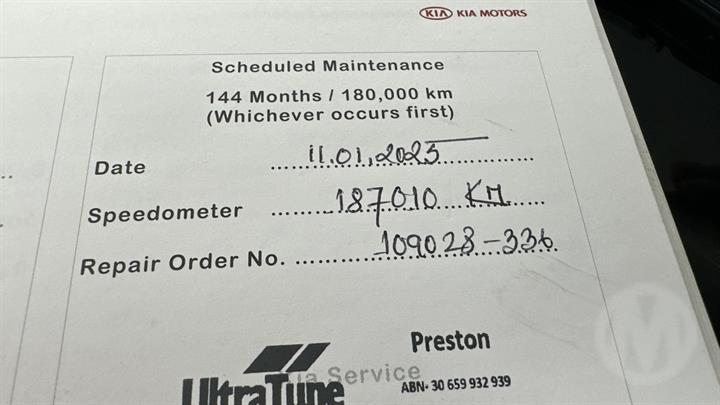 KIA KIA MOTORS
Scheduled Maintenance
144 Months / 180,000 km
(Whichever occurs first)
Date 11.01.2025
Speedometer 187010 KM
Repair Order No. 109028-336
Preston
Service
UltraTune
ABN- 30 659 932 939